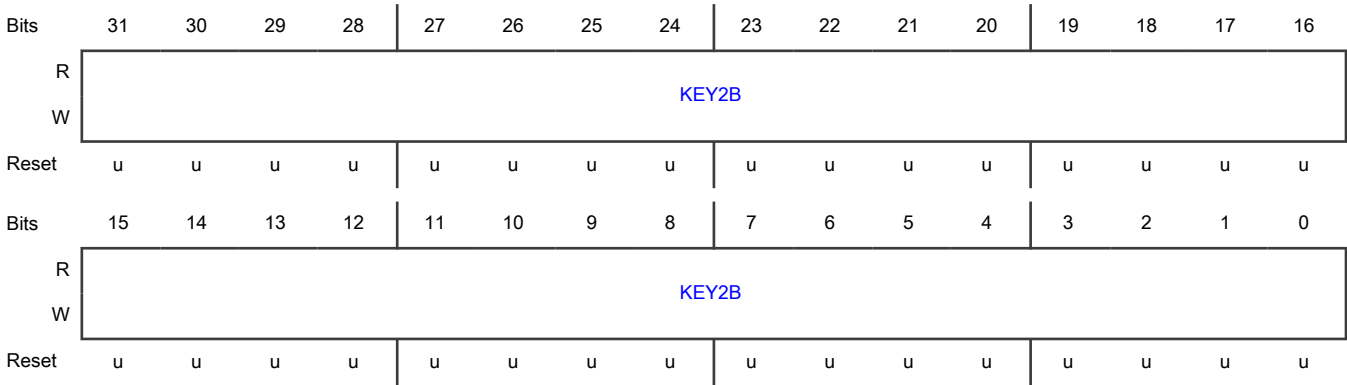 Bits 31 30 29 28 27 26 25 24 23 22 21 20 19 18 17 16
R
KEY2B
W
Reset u u u u u u u u u u u u u u u u
Bits 15 14 13 12 11 10 9 8 7 6 5 4 3 2 1 0
R
KEY2B
W
Reset u u u u u u u u u u u u u u u u